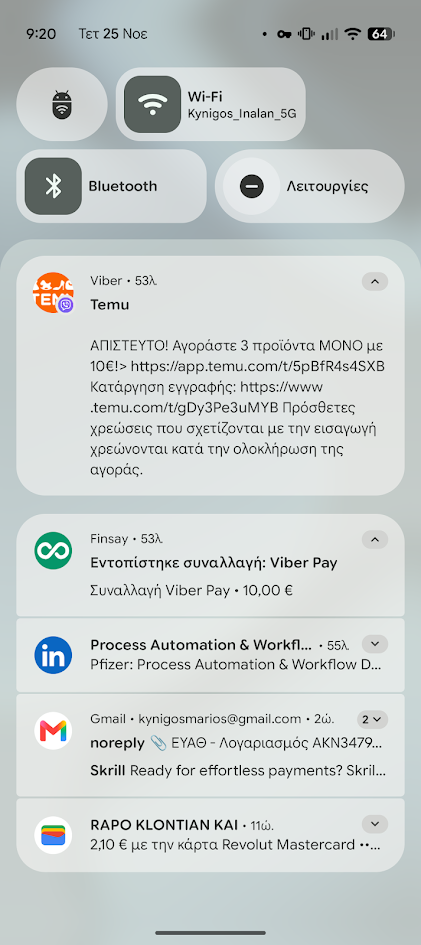 9:20 Τετ 25 Νοε 64
Wi-Fi
Kynigos_Inalan_5G
Bluetooth Λειτουργίες
Viber • 53λ.
Temu
ΑΠΙΣΤΕΥΤΟ! Αγοράστε 3 προϊόντα ΜΟΝΟ με
10€!> https://app.temu.com/t/5pBfR4s4SXB
Κατάργηση εγγραφής: https://www
.temu.com/t/gDy3Pe3uMYB Πρόσθετες
χρεώσεις που σχετίζονται με την εισαγωγή
χρεώνονται κατά την ολοκλήρωση της
αγοράς.
Finsay • 53λ.
Εντοπίστηκε συναλλαγή: Viber Pay
Συναλλαγή Viber Pay • 10,00 €
Process Automation & Workfl... • 55λ.
Pfizer: Process Automation & Workflow D...
Gmail • kynigosmarios@gmail.com • 2ώ. 2
noreply 📎 ΕΥΑΘ - Λογαριασμός AKN3479...
Skrill Ready for effortless payments? Skril...
RAPO KLONTIAN KAI • 11ώ.
2,10 € με την κάρτα Revolut Mastercard ••...